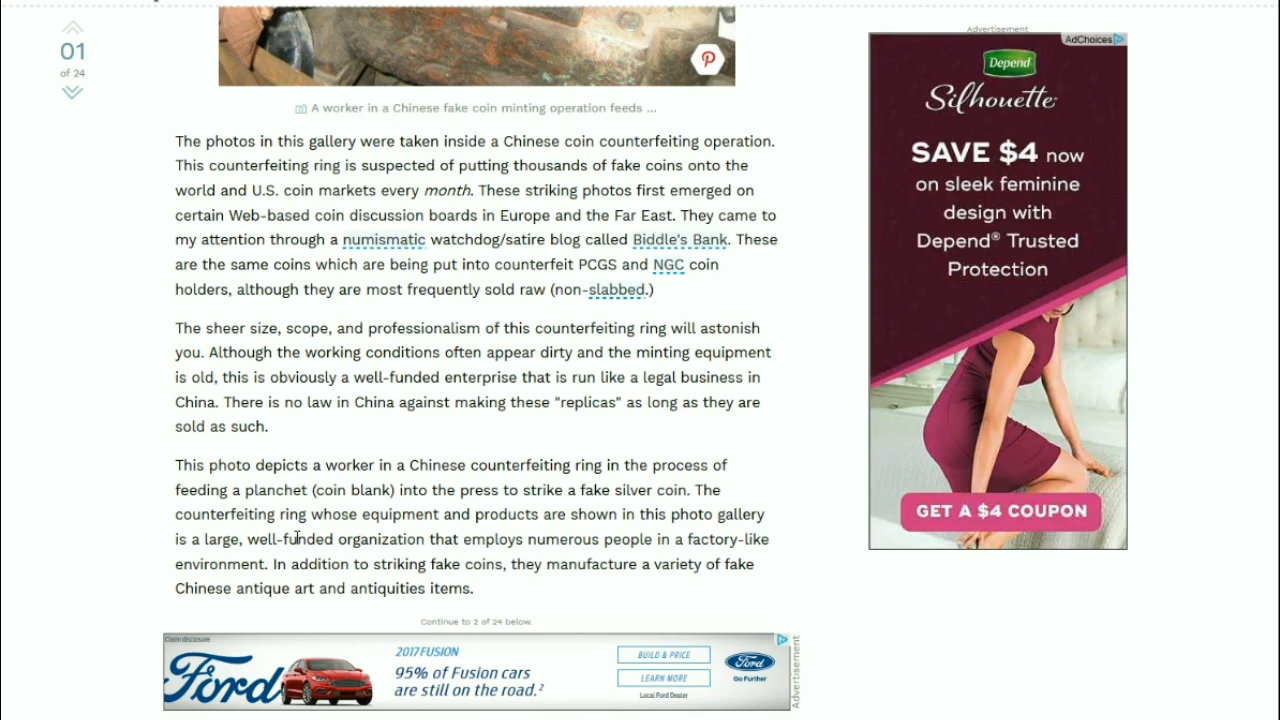 01
of 24
A worker in a Chinese fake coin minting operation feeds ...
The photos in this gallery were taken inside a Chinese coin counterfeiting operation.
This counterfeiting ring is suspected of putting thousands of fake coins onto the
world and U.S. coin markets every month. These striking photos first emerged on
certain Web-based coin discussion boards in Europe and the Far East. They came to
my attention through a numismatic watchdog/satire blog called Biddle's Bank. These
are the same coins which are being put into counterfeit PCGS and NGC coin
holders, although they are most frequently sold raw (non-slabbed.)
The sheer size, scope, and professionalism of this counterfeiting ring will astonish
you. Although the working conditions often appear dirty and the minting equipment
is old, this is obviously a well-funded enterprise that is run like a legal business in
China. There is no law in China against making these "replicas" as long as they are
sold as such.
This photo depicts a worker in a Chinese counterfeiting ring in the process of
feeding a planchet (coin blank) into the press to strike a fake silver coin. The
counterfeiting ring whose equipment and products are shown in this photo gallery
is a large, well-funded organization that employs numerous people in a factory-like
environment. In addition to striking fake coins, they manufacture a variety of fake
Chinese antique art and antiquities items.
Continue to 2 of 24 below.
Claim disclosure
Ford
2017 FUSION
95% of Fusion cars
are still on the road.2
BUILD & PRICE
LEARN MORE
Local Ford Dealer
Ford
Go Further
Advertisement
Advertisement
AdChoices
Depend
Silhouette
SAVE $4 now
on sleek feminine
design with
Depend® Trusted
Protection
GET A $4 COUPON